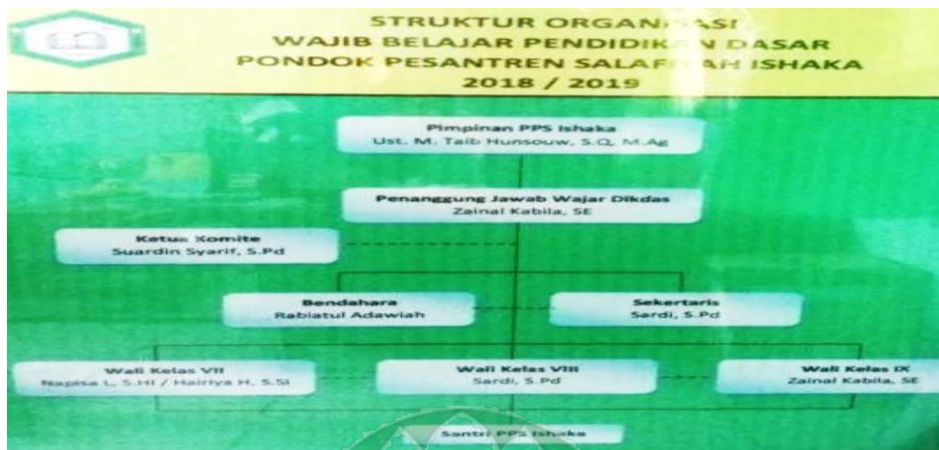 STRUKTUR ORGANISASI
WAJIB BELAJAR PENDIDIKAN DASAR
PONDOK PESANTREN SALAFIYAH ISHAKA
2018 / 2019
Pimpinan PPS Ishaka
Ust. M. Taib Hunsouw, S.Q, M.Ag
Penanggung Jawab Wajar Dikdas
Zainal Kabila, SE
Ketua Komite
Suardin Syarif, S.Pd
Bendahara
Rabiatul Adawiah
Sekertaris
Sardi, S.Pd
Wali Kelas VII
Napisa L, S.HI / Hairiya H, S.Si
Wali Kelas VIII
Sardi, S.Pd
Wali Kelas IX
Zainal Kabila, SE
Santri PPS Ishaka